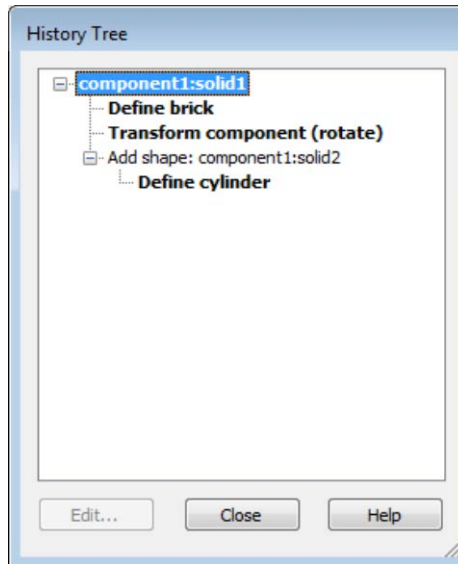 History Tree
component1:solid1
Define brick
Transform component (rotate)
Add shape: component1:solid2
Define cylinder
Edit... Close Help